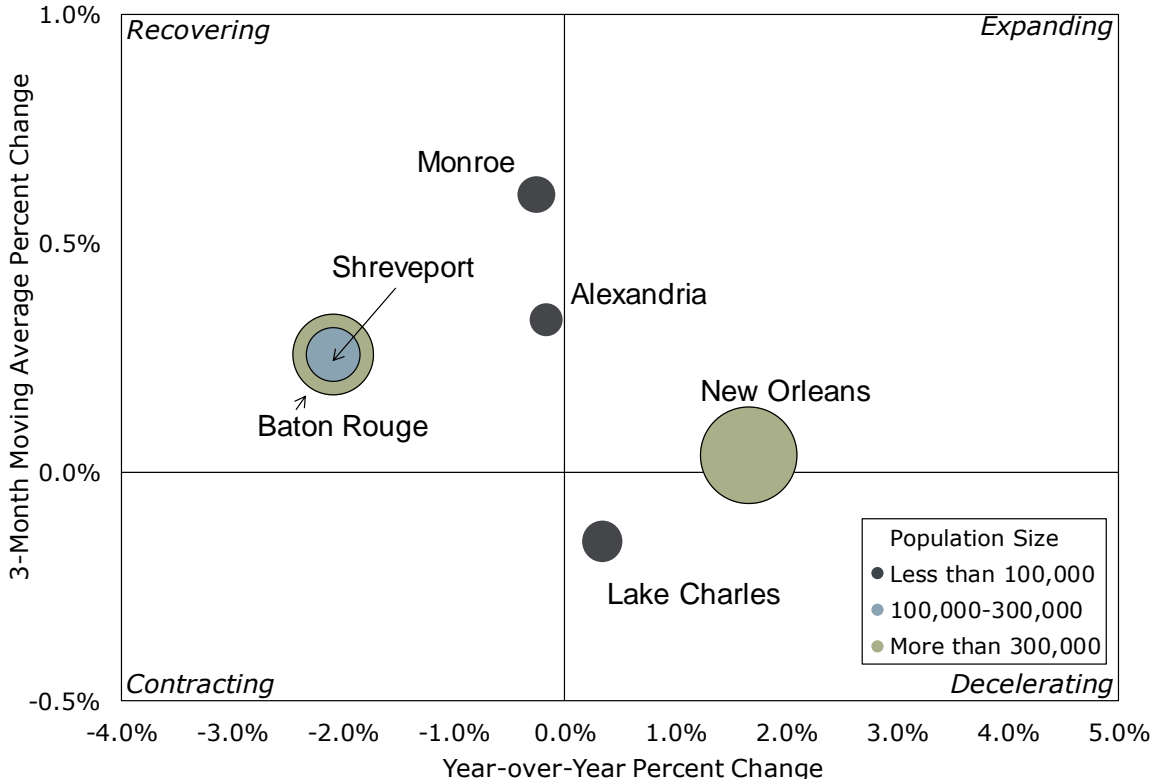 1.0%
Recovering
Expanding
Monroe
0.5%
Shreveport
Alexandria
New Orleans
Baton Rouge
0.0%
Lake Charles
Population Size
Less than 100,000
100,000-300,000
More than 300,000
Contracting
Decelerating
-0.5%
-4.0% -3.0% -2.0% -1.0% 0.0% 1.0% 2.0% 3.0% 4.0% 5.0%
Year-over-Year Percent Change
3-Month Moving Average Percent Change